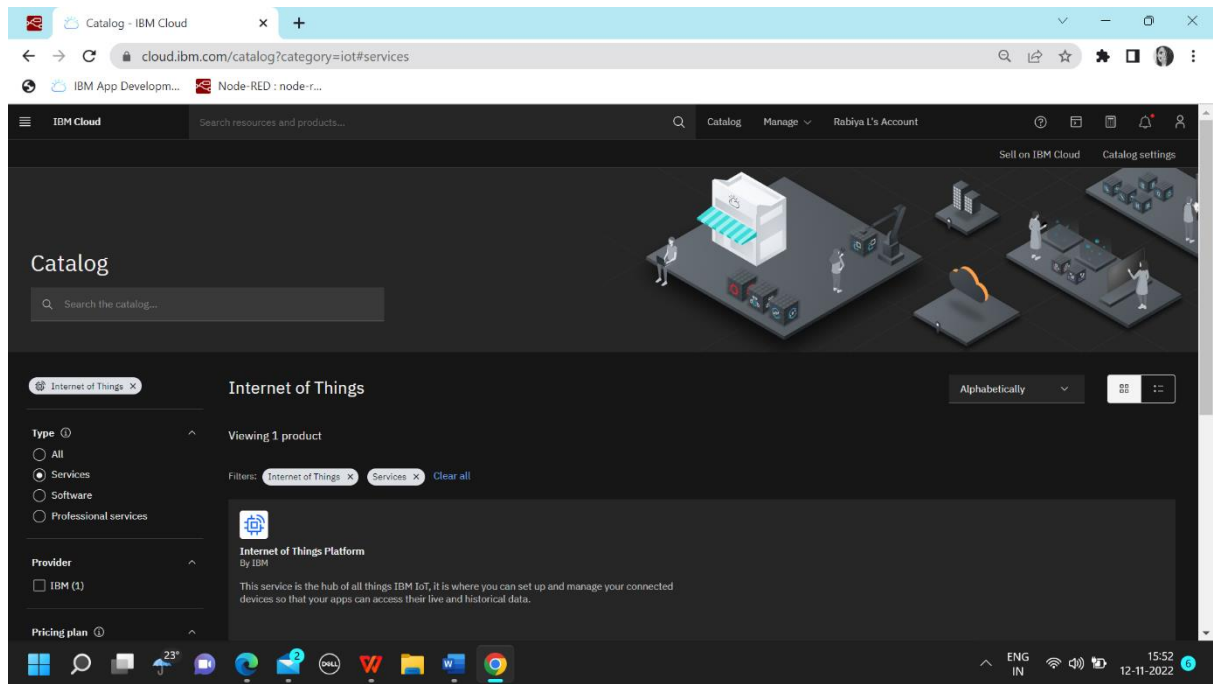 Catalog - IBM Cloud
cloud.ibm.com/catalog?category=iot#services
IBM App Developm...
Node-RED : node-r...
IBM Cloud
Search resources and products...
Catalog
Manage
Rabiya L's Account
Sell on IBM Cloud
Catalog settings
Catalog
Search the catalog...
Internet of Things
Internet of Things
Alphabetically
Type
All
Services
Software
Professional services
Viewing 1 product
Filters: Internet of Things Services Clear all
Internet of Things Platform
By IBM
This service is the hub of all things IBM IoT, it is where you can set up and manage your connected
devices so that your apps can access their live and historical data.
Provider
IBM (1)
Pricing plan
23°
2
DELL
W
W
ENG
IN
15:52
12-11-2022
6